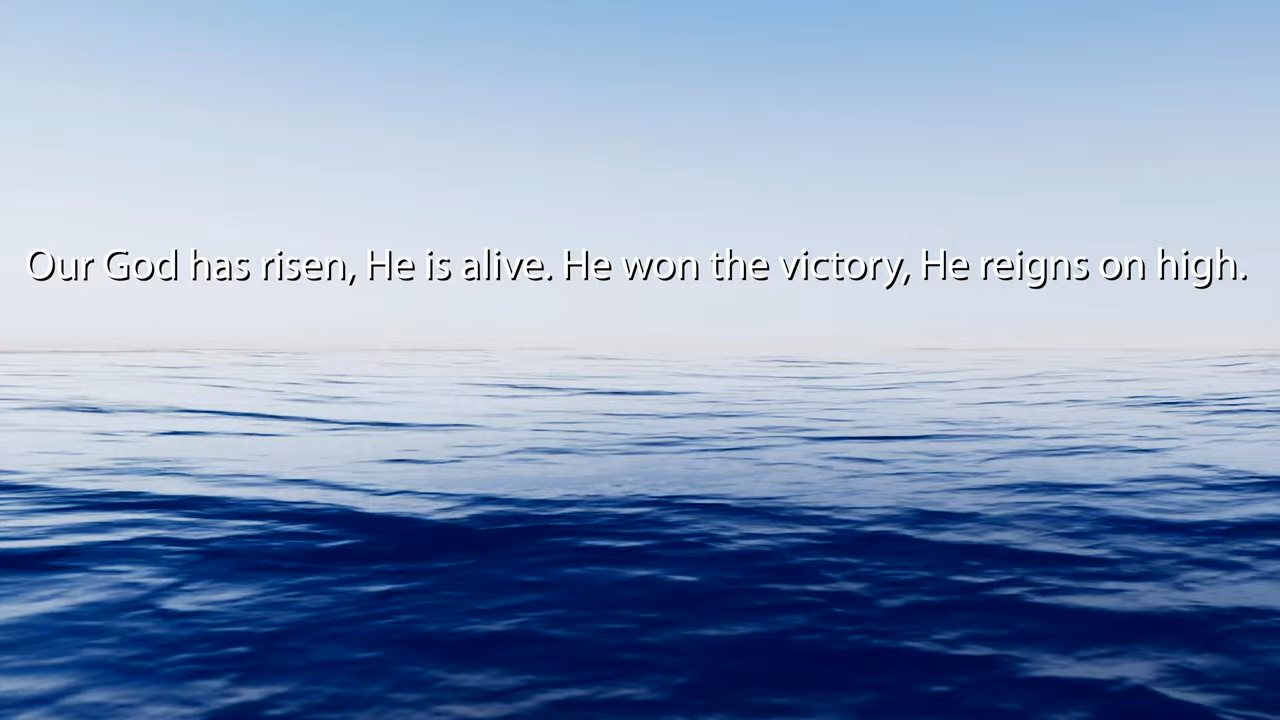 Our God has risen, He is alive. He won the victory, He reigns on high.